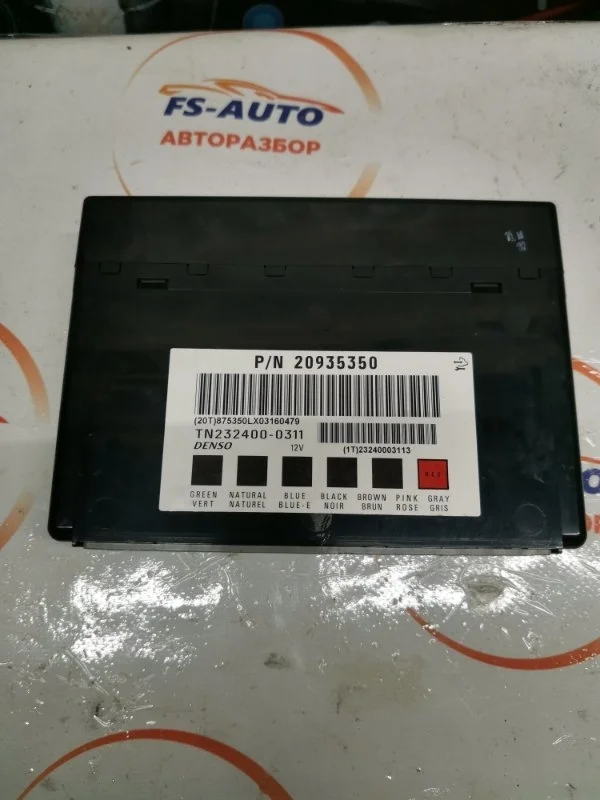 FS-AUTO
АВТОРАЗБОР
P/N 20935350
(20T)875350LX03160479
TN232400-0311
(1T)23240003113
DENSO 12V
GREEN NATURAL BLUE BLACK BROWN PINK GRAY
VERT NATUREL BLUE-E NOIR BRUN ROSE GRIS